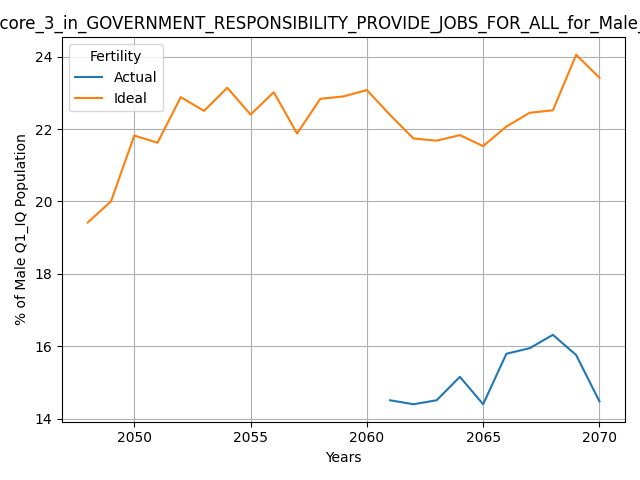 core_3_in_GOVERNMENT_RESPONSIBILITY_PROVIDE_JOBS_FOR_ALL_for_Male_
Fertility
Actual
Ideal
24
22
20
18
16
14
% of Male Q1_IQ Population
2050 2055 2060 2065 2070
Years